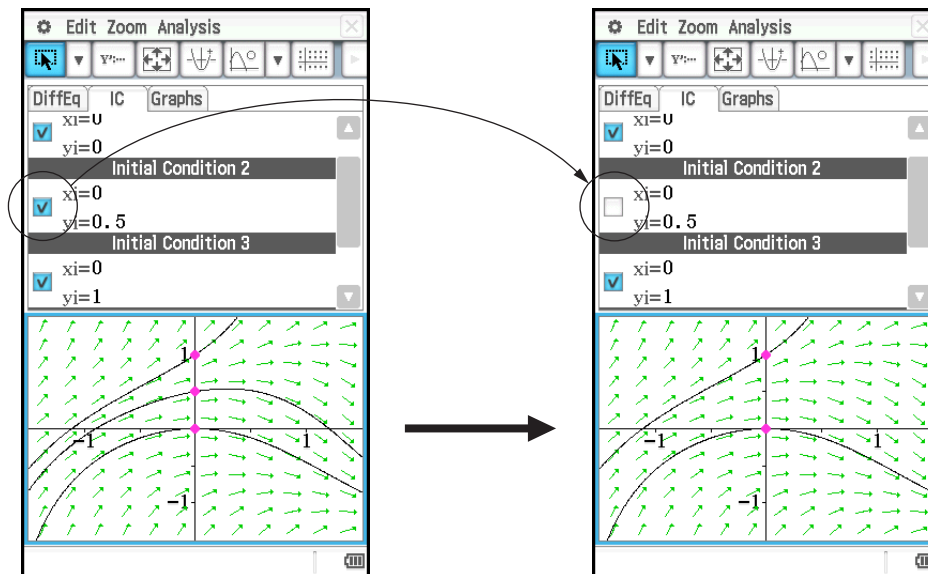 Edit Zoom Analysis
Y':…
DiffEq IC Graphs
xi=0
yi=0
Initial Condition 2
xi=0
yi=0.5
Initial Condition 3
xi=0
yi=1
1
-1 1
-1
Edit Zoom Analysis
Y':…
DiffEq IC Graphs
xi=0
yi=0
Initial Condition 2
xi=0
yi=0.5
Initial Condition 3
xi=0
yi=1
1
-1 1
-1